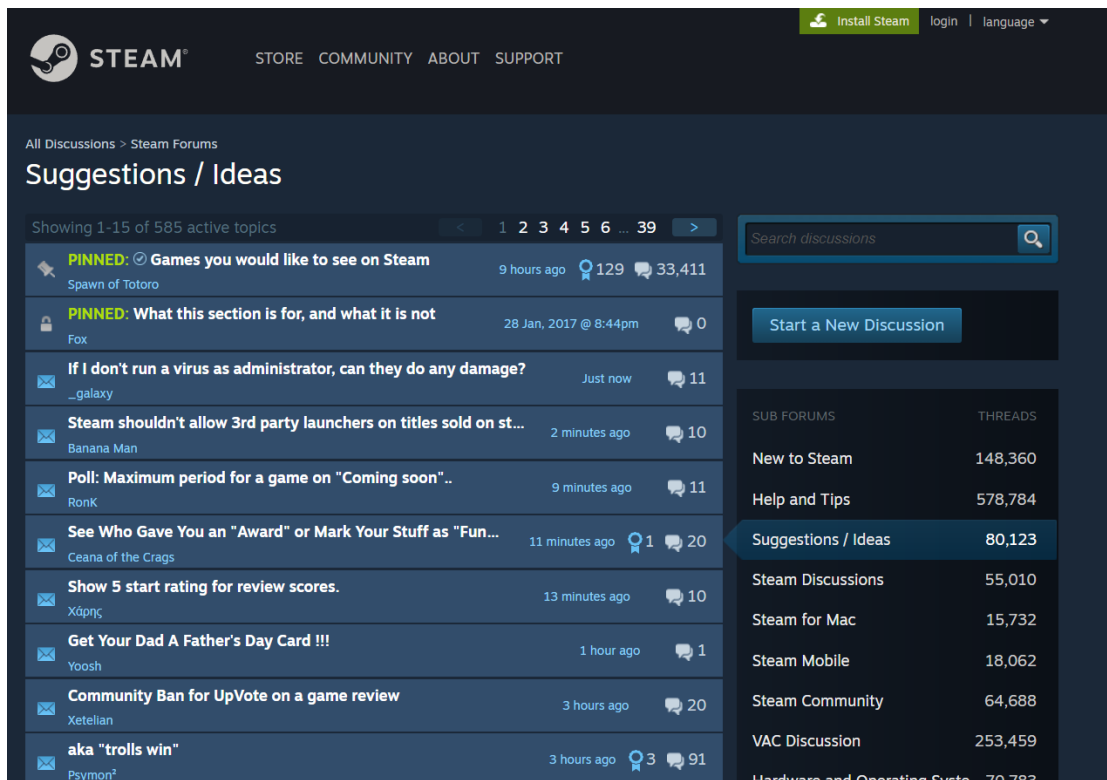 Install Steam login | language
STEAM®
STORE COMMUNITY ABOUT SUPPORT
All Discussions > Steam Forums
Suggestions / Ideas
Showing 1-15 of 585 active topics
< 1 2 3 4 5 6 ... 39 >
PINNED: Games you would like to see on Steam
Spawn of Totoro
9 hours ago 129 33,411
PINNED: What this section is for, and what it is not
Fox
28 Jan, 2017 @ 8:44pm 0
If I don't run a virus as administrator, can they do any damage?
_galaxy
Just now 11
Steam shouldn't allow 3rd party launchers on titles sold on st...
Banana Man
2 minutes ago 10
Poll: Maximum period for a game on "Coming soon"..
RonK
9 minutes ago 11
See Who Gave You an "Award" or Mark Your Stuff as "Fun...
Ceana of the Crags
11 minutes ago 1 20
Show 5 start rating for review scores.
Χάρης
13 minutes ago 10
Get Your Dad A Father's Day Card !!!
Yoosh
1 hour ago 1
Community Ban for UpVote on a game review
Xetelian
3 hours ago 20
aka "trolls win"
Psymon²
3 hours ago 3 91
Search discussions
Start a New Discussion
SUB FORUMS THREADS
New to Steam 148,360
Help and Tips 578,784
Suggestions / Ideas 80,123
Steam Discussions 55,010
Steam for Mac 15,732
Steam Mobile 18,062
Steam Community 64,688
VAC Discussion 253,459
Hardware and Operating Syste 70,783